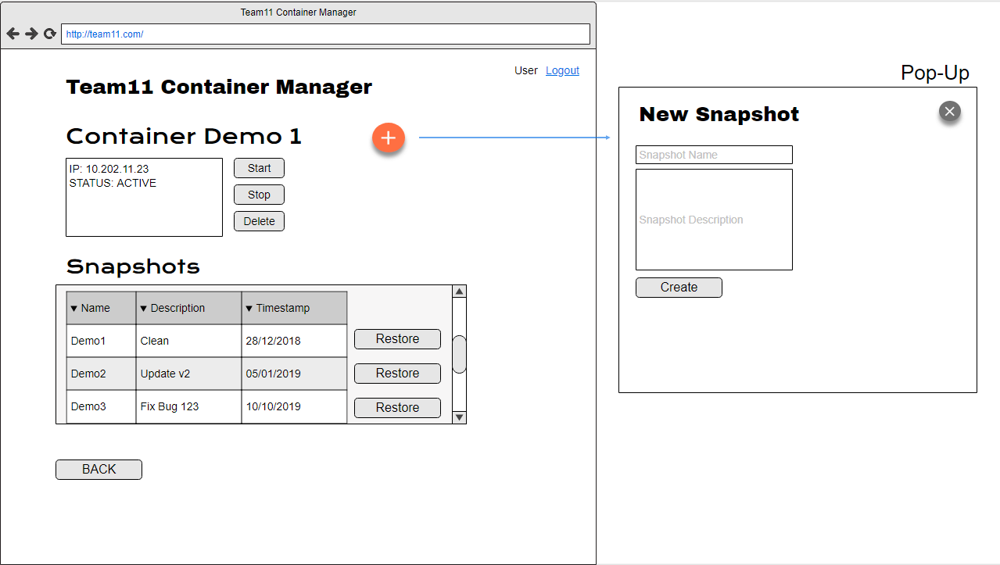 Team11 Container Manager
http://team11.com/
User Logout
Team11 Container Manager
Container Demo 1
IP: 10.202.11.23
STATUS: ACTIVE
Start
Stop
Delete
Snapshots
Name Description Timestamp
Demo1 Clean 28/12/2018 Restore
Demo2 Update v2 05/01/2019 Restore
Demo3 Fix Bug 123 10/10/2019 Restore
BACK
Pop-Up
New Snapshot
Snapshot Name
Snapshot Description
Create